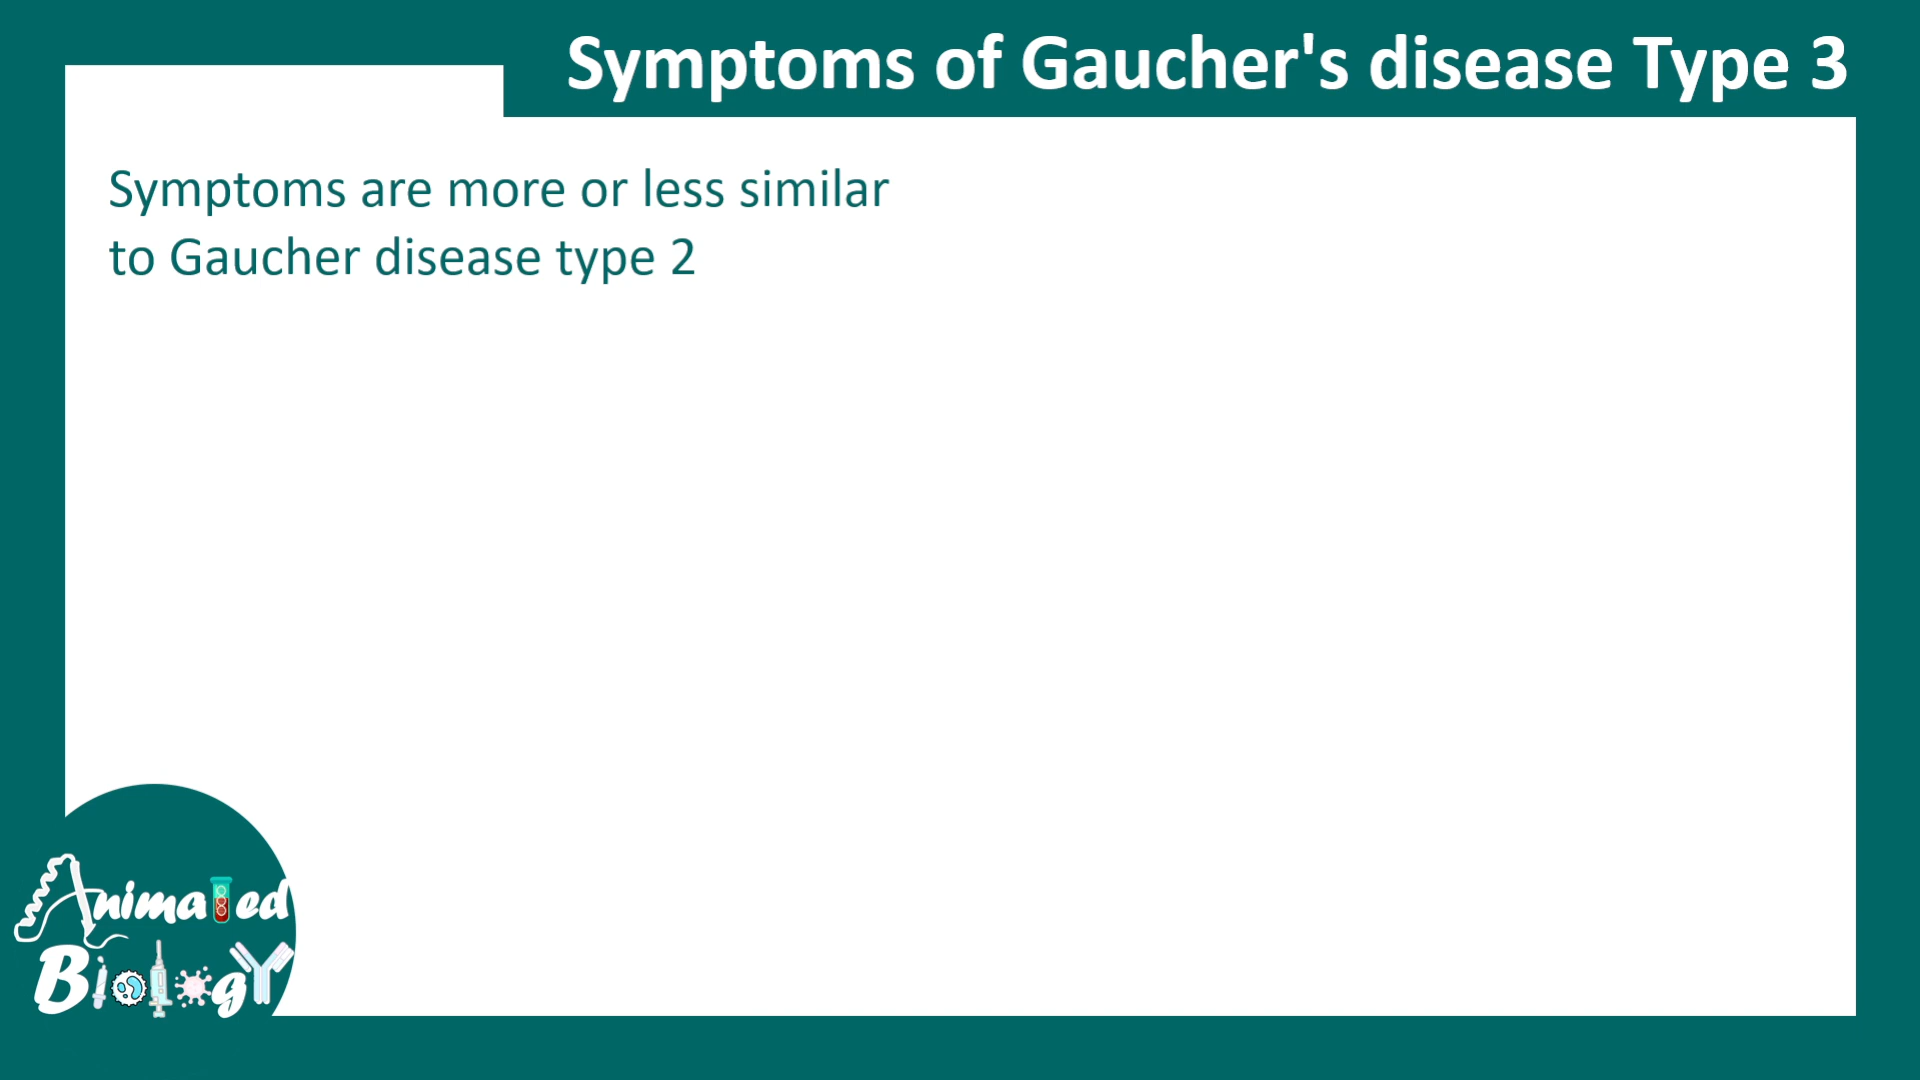 Symptoms of Gaucher's disease Type 3
Symptoms are more or less similar
to Gaucher disease type 2
Animated
Biology